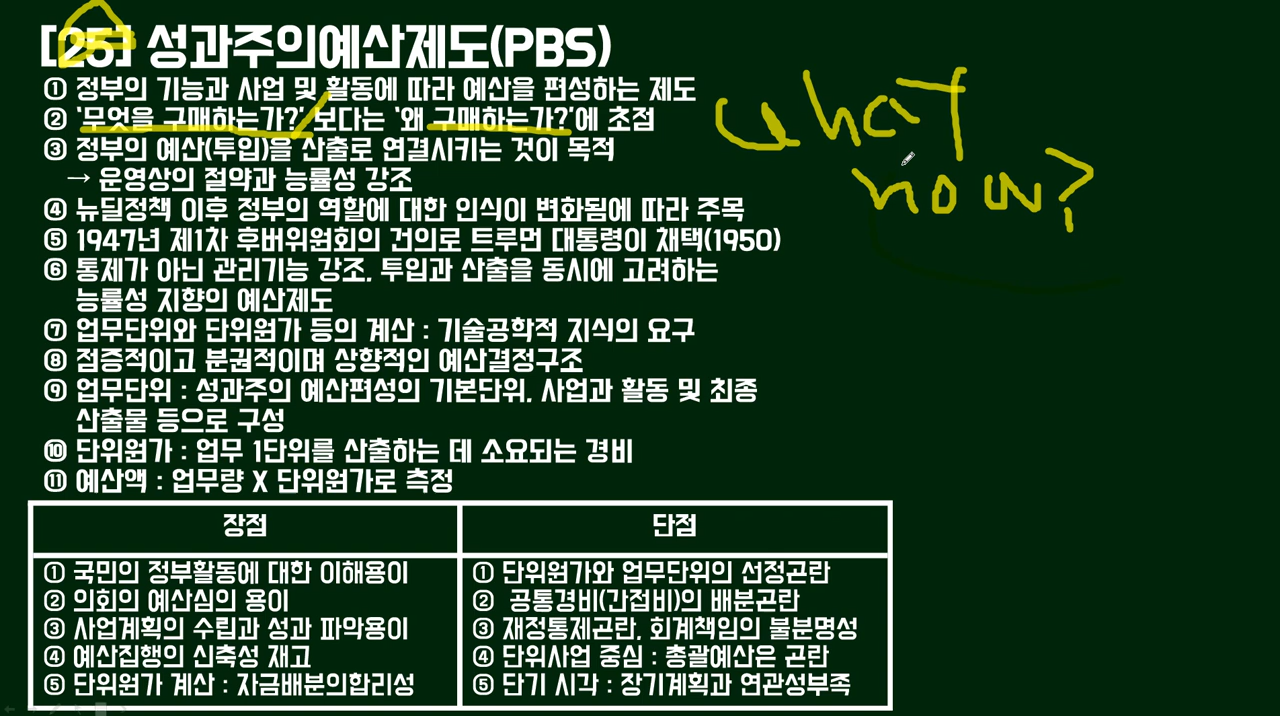 [25] 성과주의예산제도(PBS)
① 정부의 기능과 사업 및 활동에 따라 예산을 편성하는 제도
② '무엇을 구매하는가?' 보다는 '왜 구매하는가?'에 초점
③ 정부의 예산(투입)을 산출로 연결시키는 것이 목적
→ 운영상의 절약과 능률성 강조
④ 뉴딜정책 이후 정부의 역할에 대한 인식이 변화됨에 따라 주목
⑤ 1947년 제1차 후버위원회의 건의로 트루먼 대통령이 채택(1950)
⑥ 통제가 아닌 관리기능 강조, 투입과 산출을 동시에 고려하는
능률성 지향의 예산제도
⑦ 업무단위와 단위원가 등의 계산 : 기술공학적 지식의 요구
⑧ 점증적이고 분권적이며 상향적인 예산결정구조
⑨ 업무단위 : 성과주의 예산편성의 기본단위, 사업과 활동 및 최종
산출물 등으로 구성
⑩ 단위원가 : 업무 1단위를 산출하는 데 소요되는 경비
⑪ 예산액 : 업무량 X 단위원가로 측정
what
now?
장점
① 국민의 정부활동에 대한 이해용이
② 의회의 예산심의 용이
③ 사업계획의 수립과 성과 파악용이
④ 예산집행의 신축성 재고
⑤ 단위원가 계산 : 자금배분의합리성
단점
① 단위원가와 업무단위의 선정곤란
② 공통경비(간접비)의 배분곤란
③ 재정통제곤란, 회계책임의 불분명성
④ 단위사업 중심 : 총괄예산은 곤란
⑤ 단기 시각 : 장기계획과 연관성부족